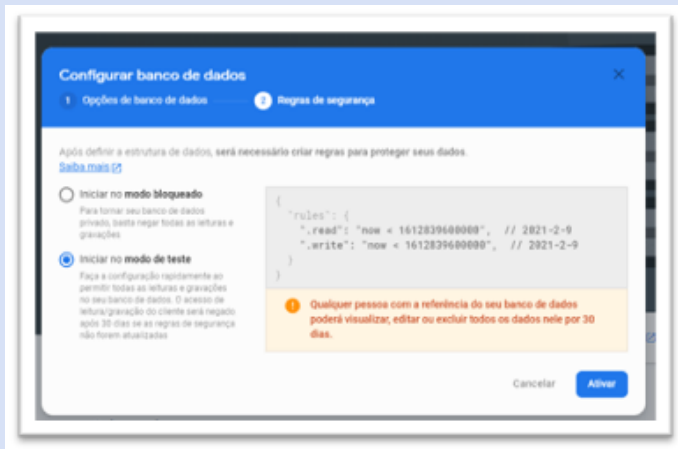 Configurar banco de dados
1 Opções de banco de dados 2 Regras de segurança
Após definir a estrutura de dados, será necessário criar regras para proteger seus dados.
Saiba mais
Iniciar no modo bloqueado
Para tornar seu banco de dados
privado, basta negar todas as leituras e
gravações
Iniciar no modo de teste
Faça a configuração rapidamente ao
permitir todas as leituras e gravações
no seu banco de dados. O acesso de
leitura/gravação do cliente será negado
após 30 dias se as regras de segurança
não forem atualizadas
{
"rules": {
".read": "now < 1612839600000", // 2021-2-9
".write": "now < 1612839600000", // 2021-2-9
}
}
Qualquer pessoa com a referência do seu banco de dados
poderá visualizar, editar ou excluir todos os dados nele por 30
dias.
Cancelar Ativar